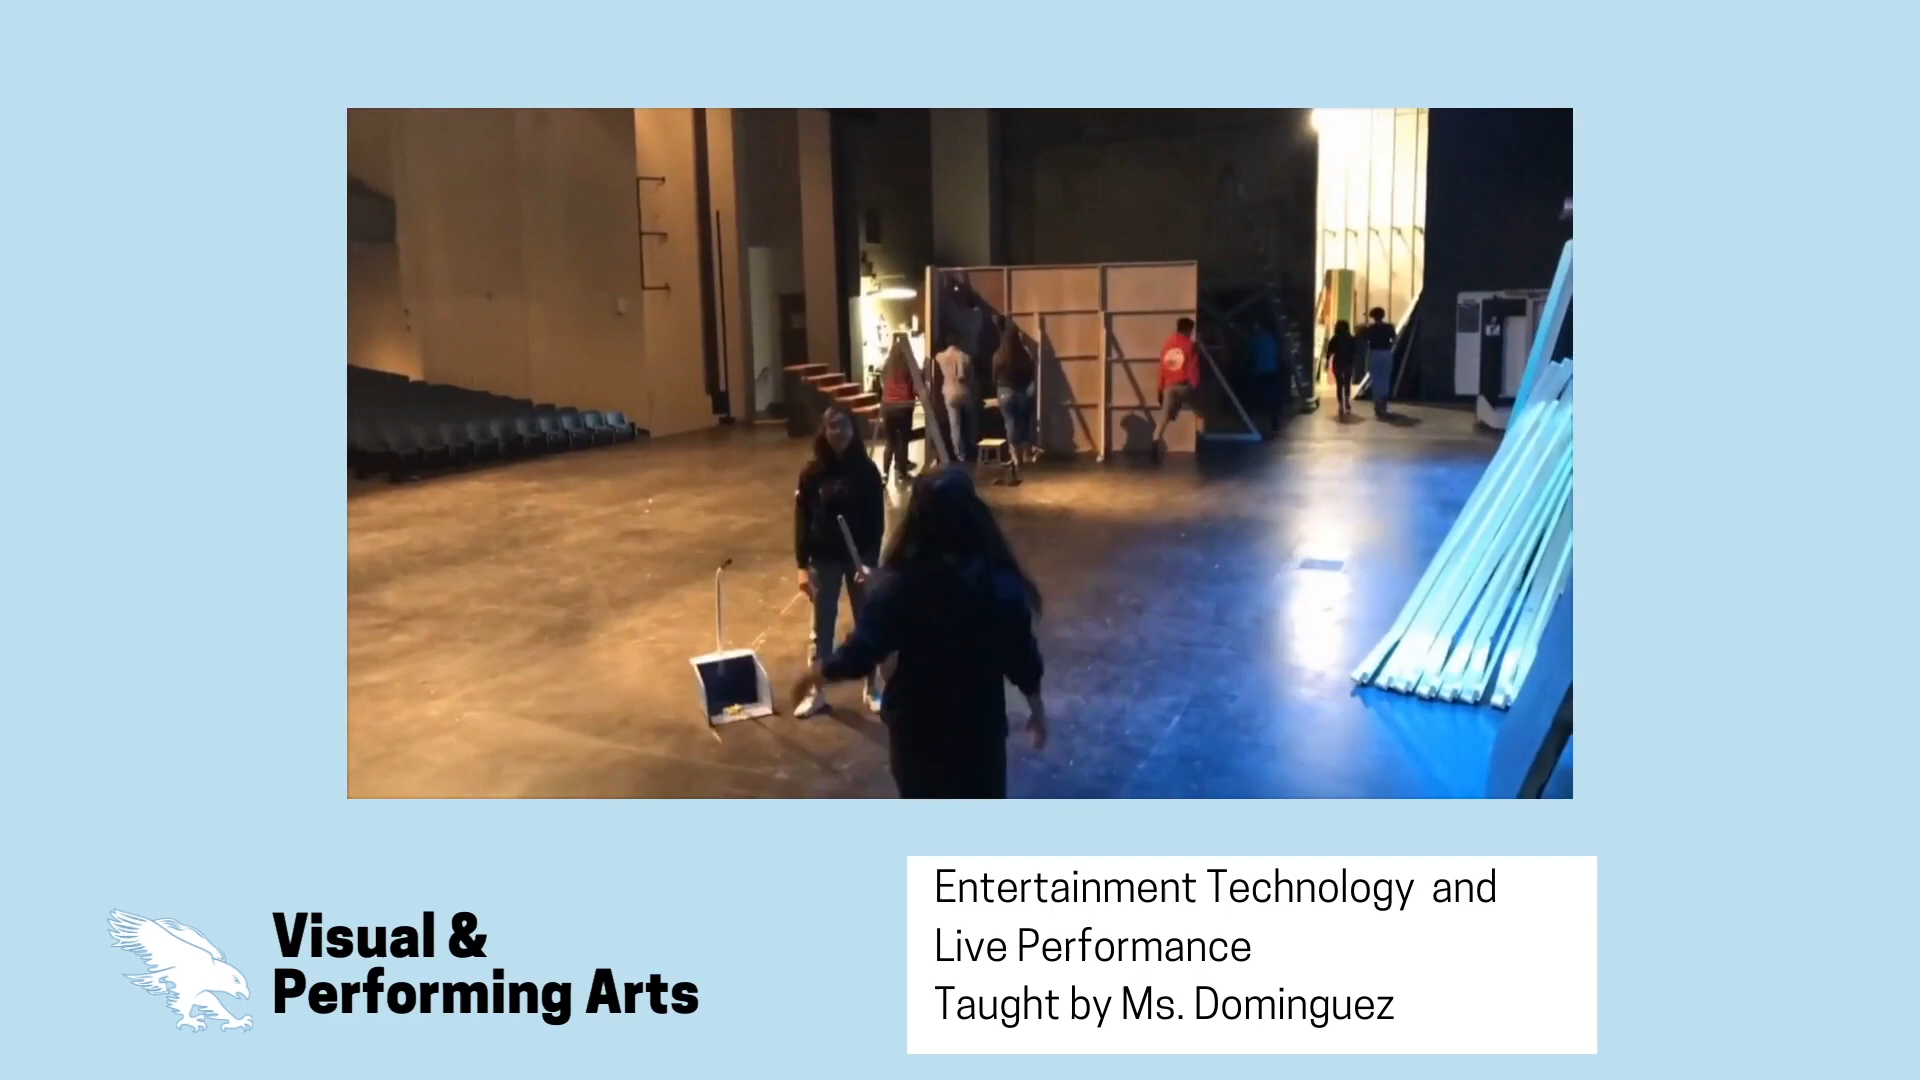 Visual &
Performing Arts
Entertainment Technology and
Live Performance
Taught by Ms. Dominguez